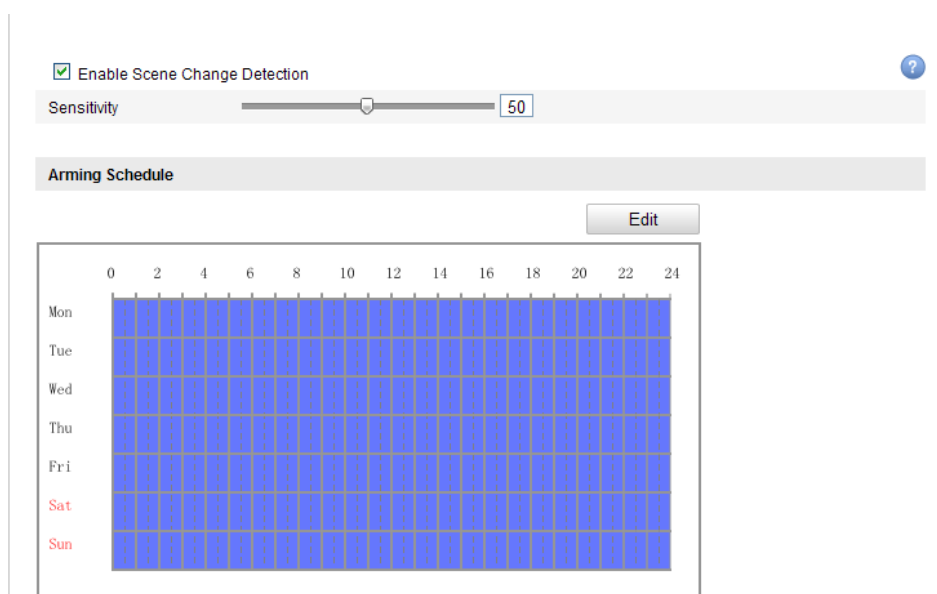 Enable Scene Change Detection
?
Sensitivity 50
Arming Schedule
Edit
0 2 4 6 8 10 12 14 16 18 20 22 24
Mon
Tue
Wed
Thu
Fri
Sat
Sun